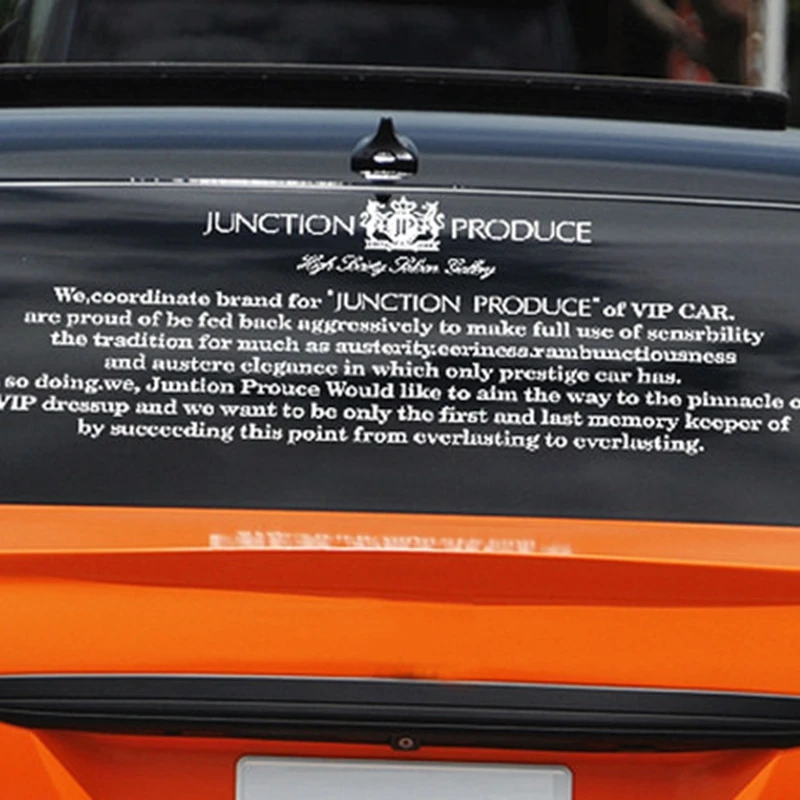 JUNCTION JP PRODUCE
High Society Salon Gallery
We,coordinate brand for "JUNCTION PRODUCE" of VIP CAR.
are proud of be fed back aggressively to make full use of sensrbility
the tradition for much as austerity.eeriness.rambunctiousness
and austere elegance in which only prestige car has.
so doing.we, Juntion Prouce Would like to aim the way to the pinnacle o
VIP dressup and we want to be only the first and last memory keeper of
by succeeding this point from everlasting to everlasting.